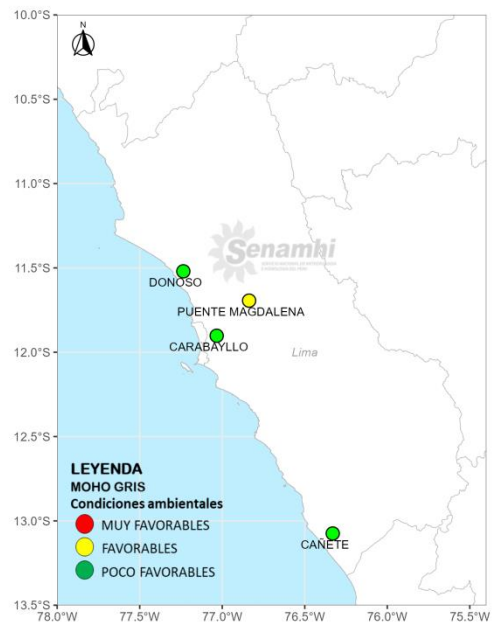 10.0°S
N
10.5°S
11.0°S
11.5°S
12.0°S
12.5°S
13.0°S
13.5°S
Senamhi
DONOSO
PUENTE MAGDALENA
CARABAYLLO
Lima
CAÑETE
LEYENDA
MOHO GRIS
Condiciones ambientales
MUY FAVORABLES
FAVORABLES
POCO FAVORABLES
78.0°W 77.5°W 77.0°W 76.5°W 76.0°W 75.5°W